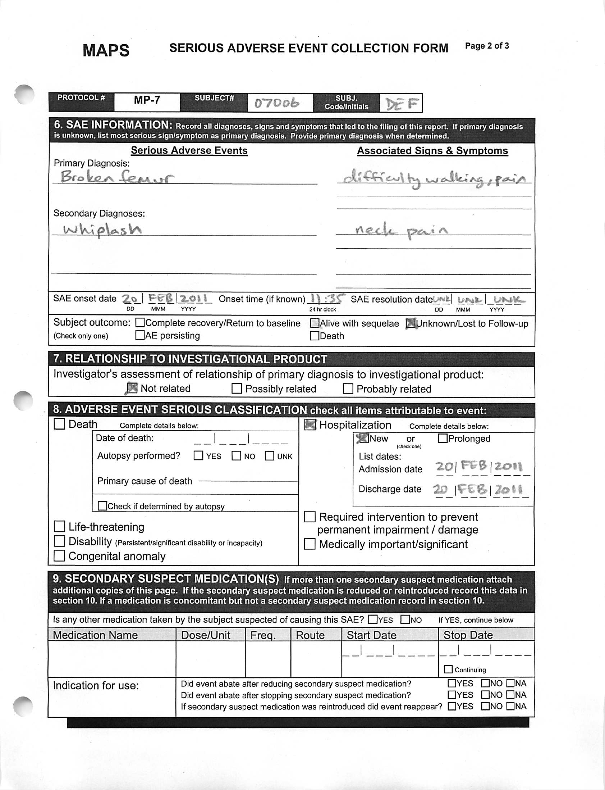 MAPS SERIOUS ADVERSE EVENT COLLECTION FORM Page 2 of 3
PROTOCOL # MP-7 SUBJECT# 07006 SUBJ. Code/Initials DEF
6. SAE INFORMATION: Record all diagnoses, signs and symptoms that led to the filing of this report. If primary diagnosis
is unknown, list most serious sign/symptom as primary diagnosis. Provide primary diagnosis when determined.
Serious Adverse Events Associated Signs & Symptoms
Primary Diagnosis:
Broken femur difficulty walking, pain
Secondary Diagnoses:
Whiplash neck pain
SAE onset date 20 | FEB | 2011 Onset time (if known) 11:35 SAE resolution date UNK | UNK | UNK
DD MMM YYYY 24 hr clock DD MMM YYYY
Subject outcome: Complete recovery/Return to baseline Alive with sequelae Unknown/Lost to Follow-up
(Check only one) AE persisting Death
7. RELATIONSHIP TO INVESTIGATIONAL PRODUCT
Investigator's assessment of relationship of primary diagnosis to investigational product:
Not related Possibly related Probably related
8. ADVERSE EVENT SERIOUS CLASSIFICATION check all items attributable to event:
Death Complete details below: Hospitalization Complete details below:
Date of death: New or (check one) Prolonged
Autopsy performed? YES NO UNK List dates:
Admission date 20 | FEB | 2011
Primary cause of death Discharge date 20 | FEB | 2011
Check if determined by autopsy
Required intervention to prevent
Life-threatening permanent impairment / damage
Disability (Persistent/significant disability or incapacity) Medically important/significant
Congenital anomaly
9. SECONDARY SUSPECT MEDICATION(S) If more than one secondary suspect medication attach
additional copies of this page. If the secondary suspect medication is reduced or reintroduced record this data in
section 10. If a medication is concomitant but not a secondary suspect medication record in section 10.
Is any other medication taken by the subject suspected of causing this SAE? YES NO If YES, continue below
Medication Name Dose/Unit Freq. Route Start Date Stop Date
Continuing
Indication for use: Did event abate after reducing secondary suspect medication? YES NO NA
Did event abate after stopping secondary suspect medication? YES NO NA
If secondary suspect medication was reintroduced did event reappear? YES NO NA